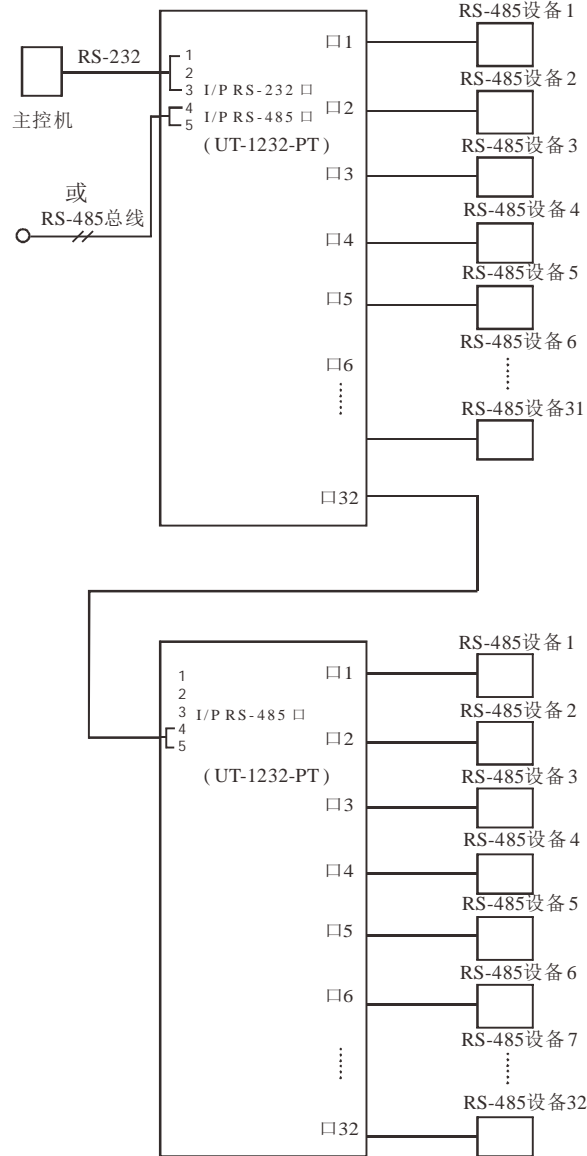 口1
RS-485设备1
RS-232
1
2
3 I/P RS-232 口
主控机
4 I/P RS-485 口
5
(UT-1232-PT)
口2
RS-485设备2
口3
RS-485设备3
或
RS-485总线
口4
RS-485设备4
口5
RS-485设备5
口6
RS-485设备6
RS-485设备31
口32
1
2
3 I/P RS-485 口
4
5
(UT-1232-PT)
口1
RS-485设备1
口2
RS-485设备2
口3
RS-485设备3
口4
RS-485设备4
口5
RS-485设备5
口6
RS-485设备6
RS-485设备7
口32
RS-485设备32